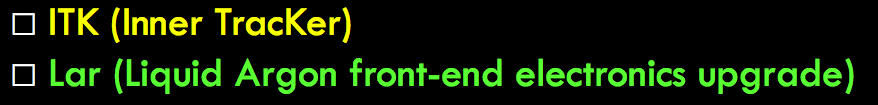 ITK (Inner TracKer)
Lar (Liquid Argon front-end electronics upgrade)